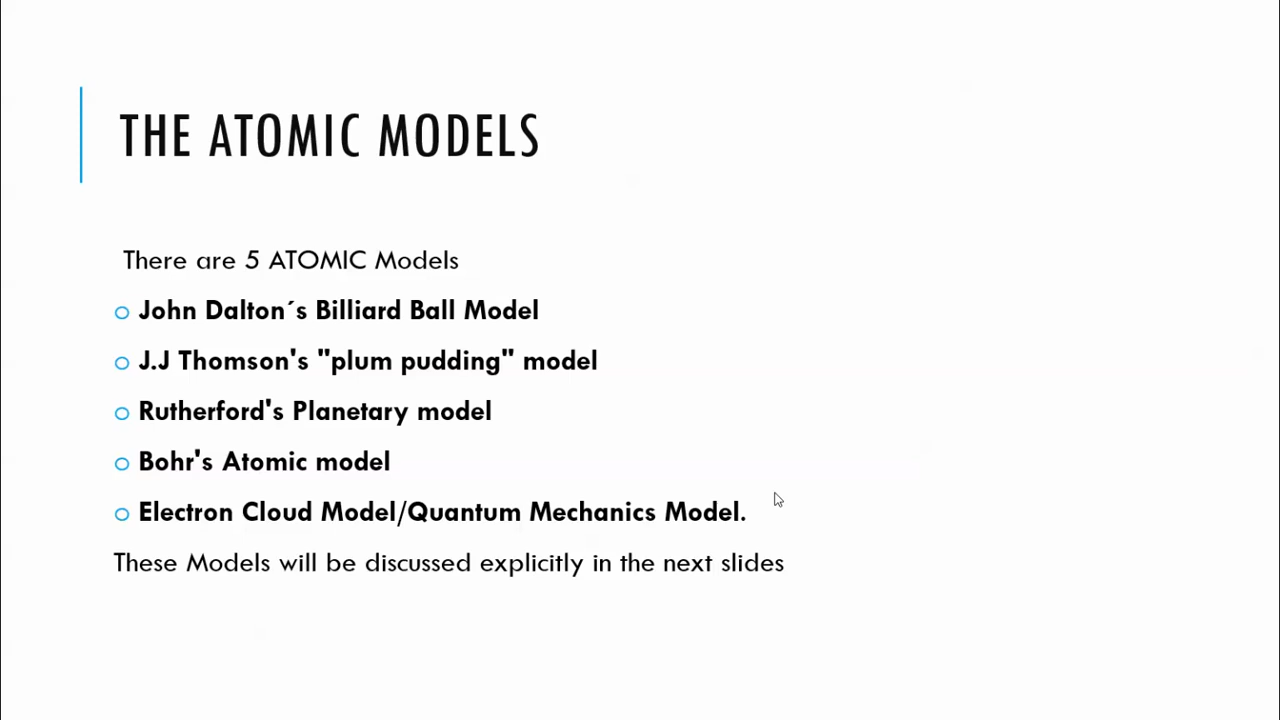 THE ATOMIC MODELS
There are 5 ATOMIC Models
John Dalton´s Billiard Ball Model
J.J Thomson's "plum pudding" model
Rutherford's Planetary model
Bohr's Atomic model
Electron Cloud Model/Quantum Mechanics Model.
These Models will be discussed explicitly in the next slides